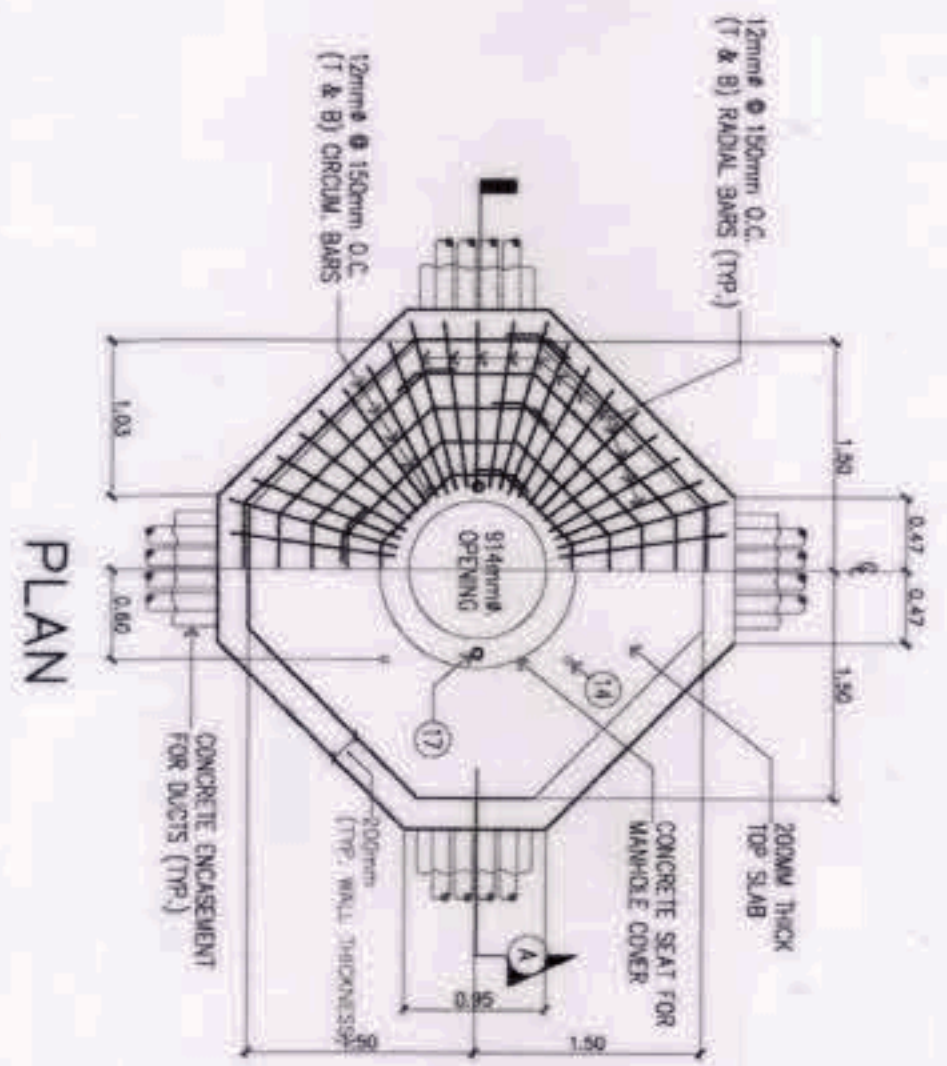 12mmø @ 150mm O.C.
(T & B) RADIAL BARS (TYP.)
12mmø @ 150mm O.C.
(T & B) CIRCUM. BARS
1.03
1.50
0.47
0.47
℄
914mmø
OPENING
0.60
1.50
14
17
PLAN
200MM THICK
TOP SLAB
CONCRETE SEAT FOR
MANHOLE COVER
CONCRETE ENCASEMENT
FOR DUCTS (TYP.)
200mm
(TYP. WALL THICKNESS)
A
0.95
1.50